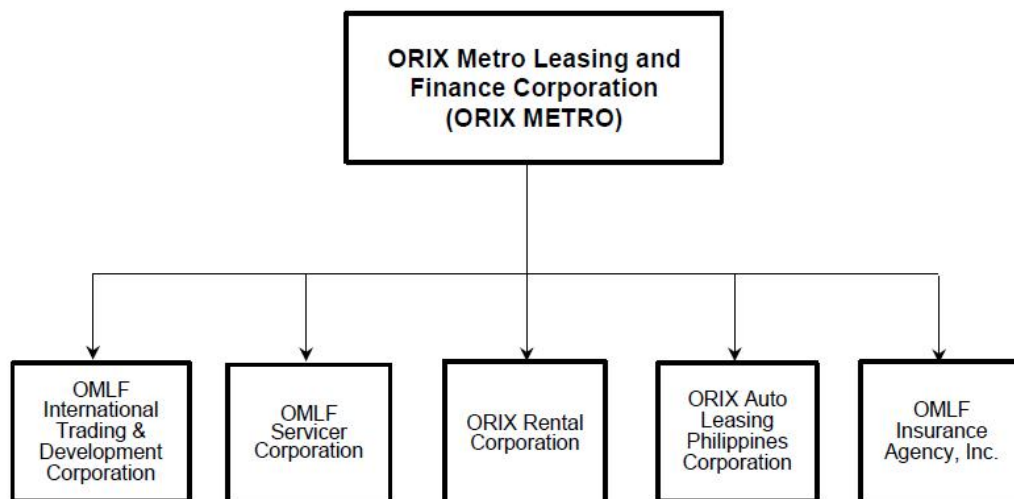 ORIX Metro Leasing and
Finance Corporation
(ORIX METRO)
OMLF
International
Trading &
Development
Corporation
OMLF
Servicer
Corporation
ORIX Rental
Corporation
ORIX Auto
Leasing
Philippines
Corporation
OMLF
Insurance
Agency, Inc.